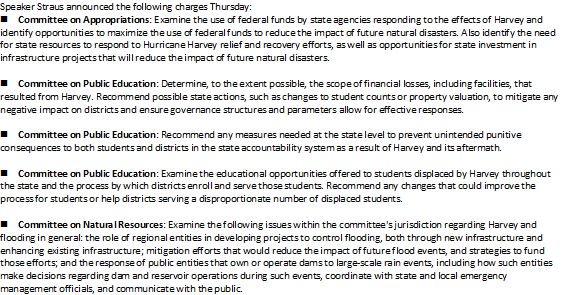 Speaker Straus announced the following charges Thursday:
■ Committee on Appropriations: Examine the use of federal funds by state agencies responding to the effects of Harvey and
identify opportunities to maximize the use of federal funds to reduce the impact of future natural disasters. Also identify the need
for state resources to respond to Hurricane Harvey relief and recovery efforts, as well as opportunities for state investment in
infrastructure projects that will reduce the impact of future natural disasters.
■ Committee on Public Education: Determine, to the extent possible, the scope of financial losses, including facilities, that
resulted from Harvey. Recommend possible state actions, such as changes to student counts or property valuation, to mitigate any
negative impact on districts and ensure governance structures and parameters allow for effective responses.
■ Committee on Public Education: Recommend any measures needed at the state level to prevent unintended punitive
consequences to both students and districts in the state accountability system as a result of Harvey and its aftermath.
■ Committee on Public Education: Examine the educational opportunities offered to students displaced by Harvey throughout
the state and the process by which districts enroll and serve those students. Recommend any changes that could improve the
process for students or help districts serving a disproportionate number of displaced students.
■ Committee on Natural Resources: Examine the following issues within the committee's jurisdiction regarding Harvey and
flooding in general: the role of regional entities in developing projects to control flooding, both through new infrastructure and
enhancing existing infrastructure; mitigation efforts that would reduce the impact of future flood events, and strategies to fund
those efforts; and the response of public entities that own or operate dams to large-scale rain events, including how such entities
make decisions regarding dam and reservoir operations during such events, coordinate with state and local emergency
management officials, and communicate with the public.